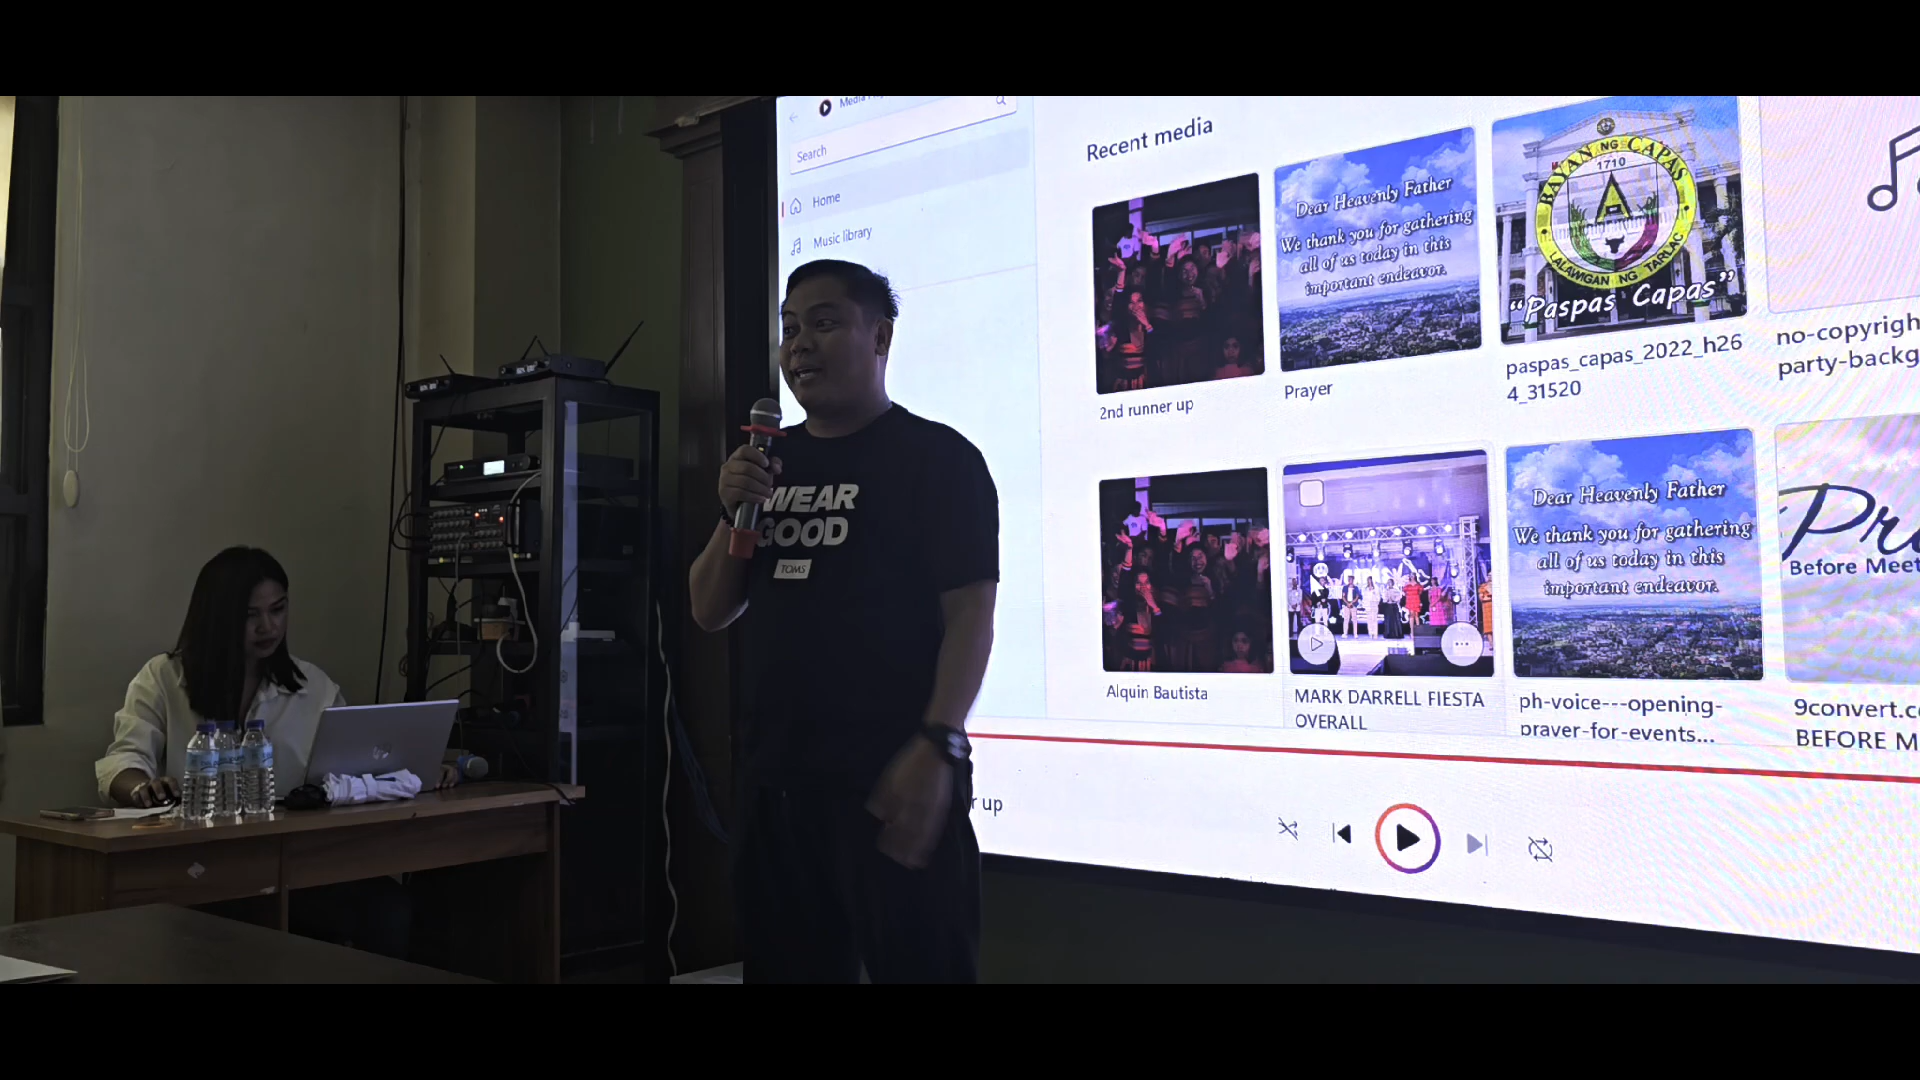 Media
Search
Home
Music library
Recent media
Dear Heavenly Father
We thank you for gathering
all of us today in this
important endeavor.
BAYAN NG CAPAS
1710
LALAWIGAN NG TARLAC
“Paspas Capas”
2nd runner up
Prayer
paspas_capas_2022_h26
4_31520
no-copyrigh
party-backg
Dear Heavenly Father
We thank you for gathering
all of us today in this
important endeavor.
Before Meet
Alquin Bautista
MARK DARRELL FIESTA
OVERALL
ph-voice---opening-
prayer-for-events...
9convert.c
BEFORE M
up
WEAR
GOOD
TOMS
hp